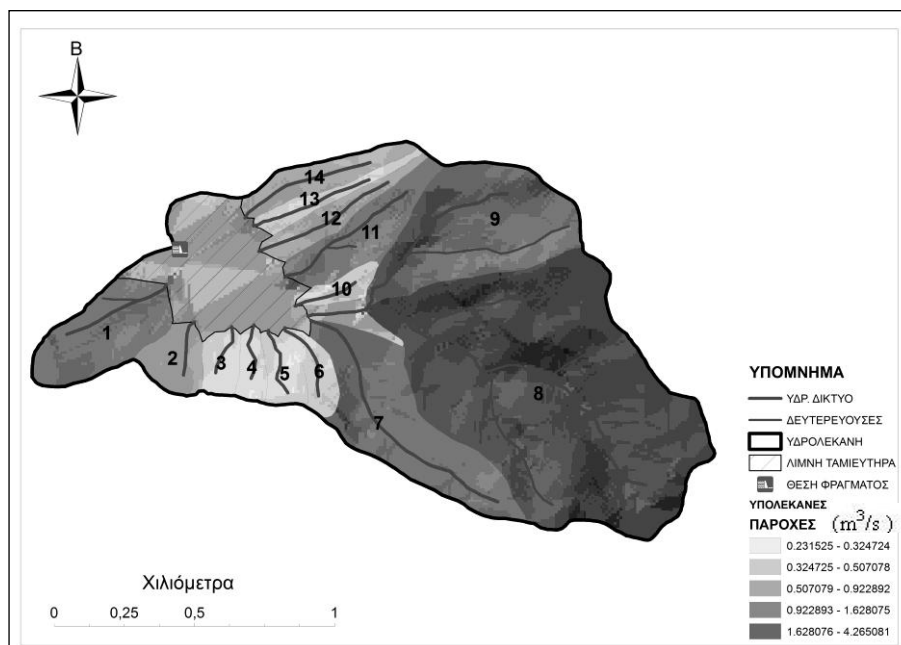 Β
14
13
12
11
9
10
1
2
3
4
5
6
7
8
ΥΠΟΜΝΗΜΑ
ΥΔΡ. ΔΙΚΤΥΟ
ΔΕΥΤΕΡΕΥΟΥΣΕΣ
ΥΔΡΟΛΕΚΑΝΗ
ΛΙΜΝΗ ΤΑΜΙΕΥΤΗΡΑ
ΘΕΣΗ ΦΡΑΓΜΑΤΟΣ
ΥΠΟΛΕΚΑΝΕΣ
ΠΑΡΟΧΕΣ (m³/s )
0.231525 - 0.324724
0.324725 - 0.507078
0.507079 - 0.922892
0.922893 - 1.628075
1.628076 - 4.265081
Χιλιόμετρα
0 0,25 0,5 1